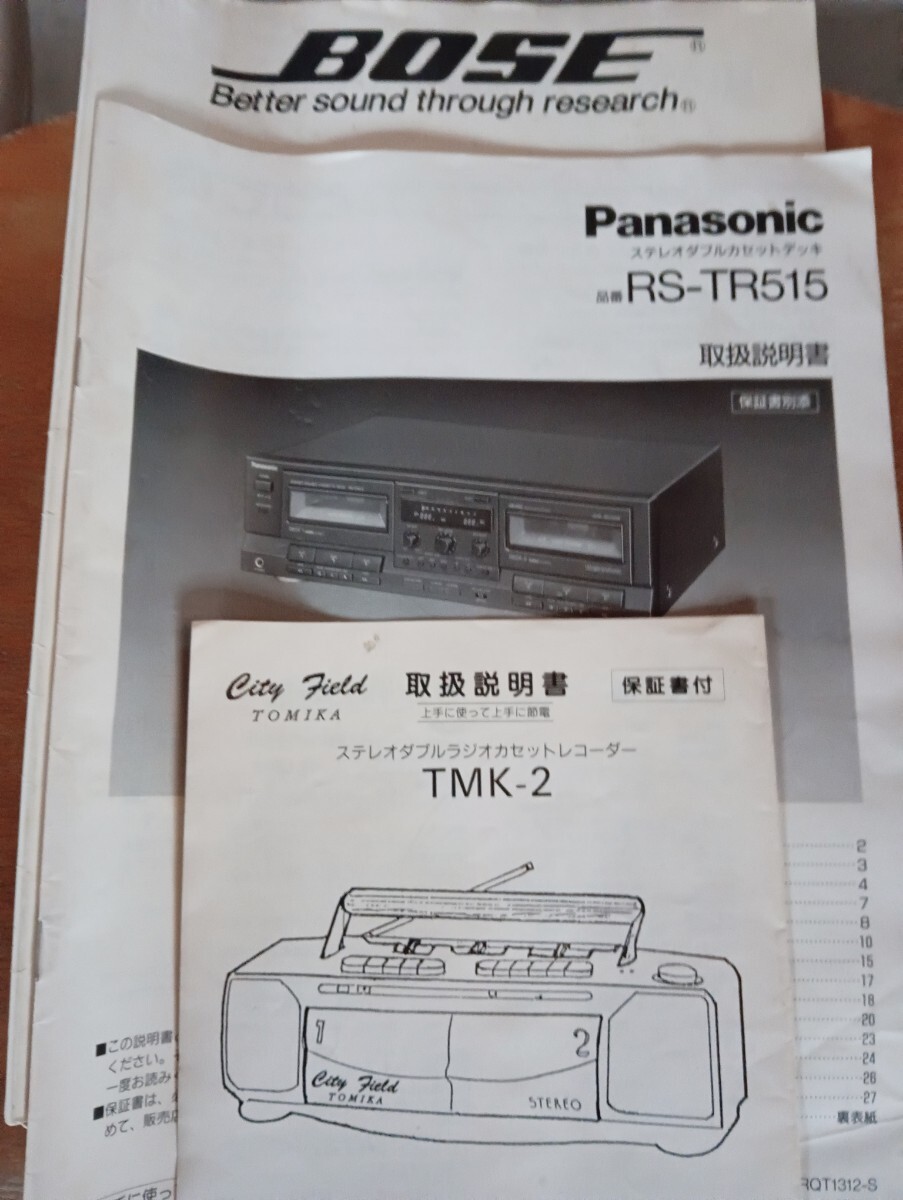 BOSE®
Better sound through research®
Panasonic
ステレオダブルカセットデッキ
品番 RS-TR515
取扱説明書
保証書別添
Panasonic
City Field
TOMIKA
取扱説明書
上手に使って上手に節電
保証書付
ステレオダブルラジオカセットレコーダー
TMK-2
1
2
City Field
TOMIKA
STEREO
2
3
4
7
8
10
15
17
18
20
23
24
26
27
裏表紙
■この説明書
ください。
一度お読み
■保証書は、
めて、販売店
に使っ
RQT1312-S